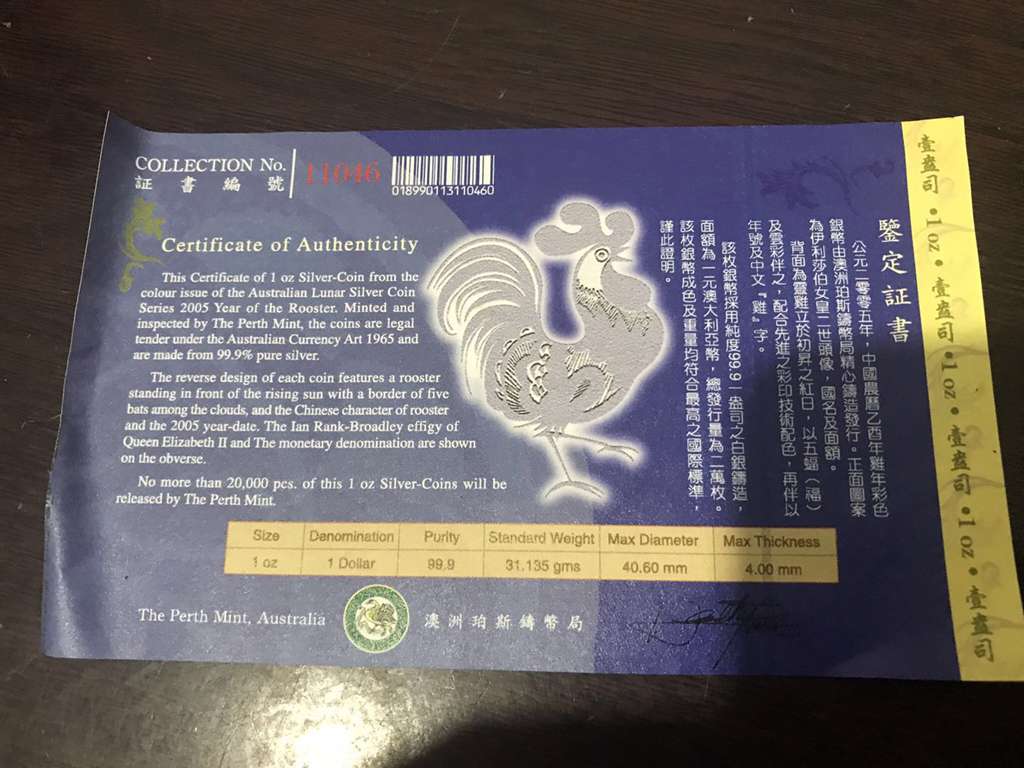 COLLECTION No.
証書編號
11046
018990113110460
Certificate of Authenticity
This Certificate of 1 oz Silver-Coin from the
colour issue of the Australian Lunar Silver Coin
Series 2005 Year of the Rooster. Minted and
inspected by The Perth Mint, the coins are legal
tender under the Australian Currency Art 1965 and
are made from 99.9% pure silver.
The reverse design of each coin features a rooster
standing in front of the rising sun with a border of five
bats among the clouds, and the Chinese character of rooster
and the 2005 year-date. The Ian Rank-Broadley effigy of
Queen Elizabeth II and The monetary denomination are shown
on the obverse.
No more than 20,000 pcs. of this 1 oz Silver-Coins will be
released by The Perth Mint.
鑒定証書
公元二零零五年，中國農曆乙酉年雞年彩色
銀幣由澳洲珀斯鑄幣局精心鑄造發行。正面圖案
為伊利莎伯女皇二世頭像，國名及面額。
背面為靈雞立於初昇之紅日，以五蝠（福）
及雲彩伴之，配合先進之彩印技術配色，再伴以
年號及中文『雞』字。
該枚銀幣採用純度99.9一盎司之白銀鑄造，
面額為一元澳大利亞幣，總發行量為二萬枚。
該枚銀幣成色及重量均符合最高之國際標準，
謹此證明。
Size Denomination Purity Standard Weight Max Diameter Max Thickness
1 oz 1 Dollar 99.9 31.135 gms 40.60 mm 4.00 mm
The Perth Mint, Australia
澳洲珀斯鑄幣局
壹盎司 • 1 oz • 壹盎司 • 1 oz • 壹盎司 • 1 oz • 壹盎司